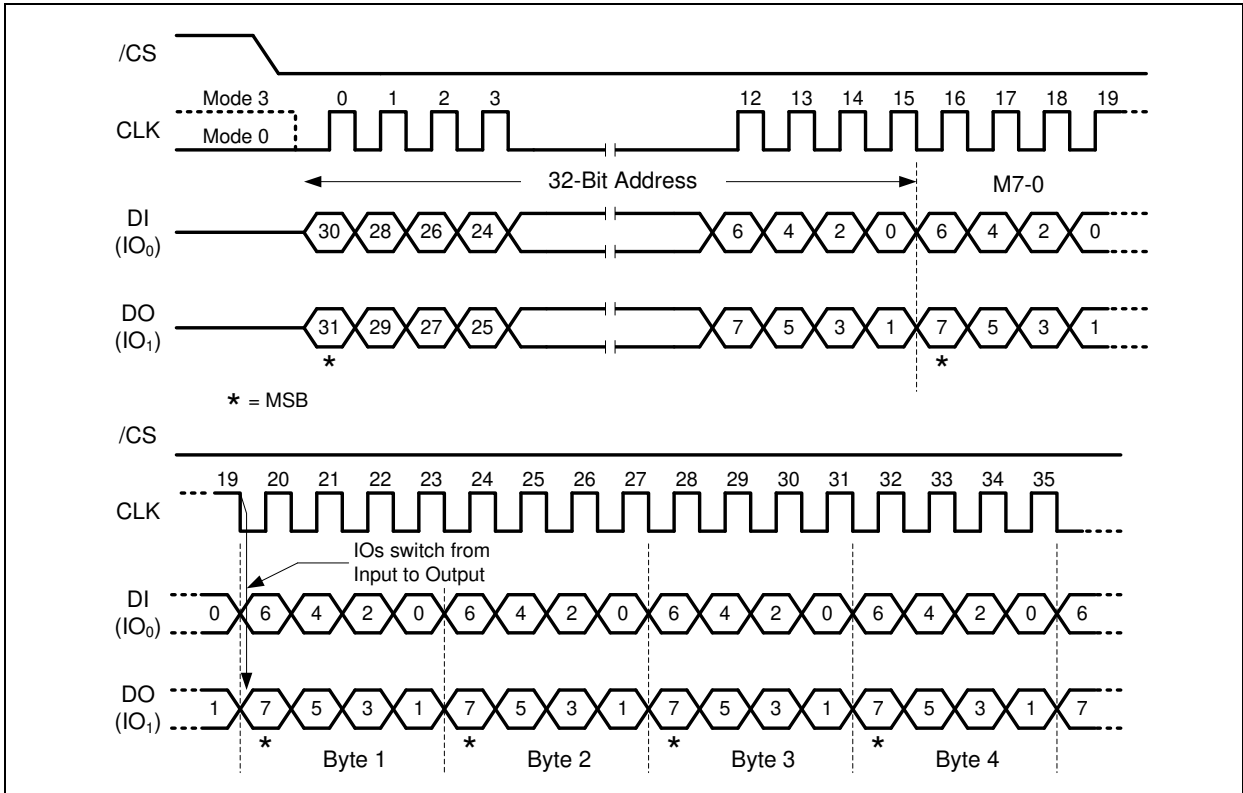 /CS
Mode 3 0 1 2 3 12 13 14 15 16 17 18 19
CLK
Mode 0
32-Bit Address M7-0
DI
(IO0) 30 28 26 24 6 4 2 0 6 4 2 0
DO
(IO1) 31 29 27 25 7 5 3 1 7 5 3 1
* *
* = MSB
/CS
19 20 21 22 23 24 25 26 27 28 29 30 31 32 33 34 35
CLK
IOs switch from
Input to Output
DI
(IO0) 0 6 4 2 0 6 4 2 0 6 4 2 0 6 4 2 0 6
DO
(IO1) 1 7 5 3 1 7 5 3 1 7 5 3 1 7 5 3 1 7
* * * *
Byte 1 Byte 2 Byte 3 Byte 4